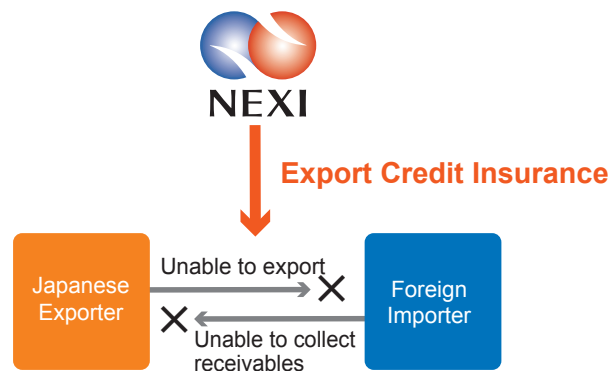 NEXI
Export Credit Insurance
Japanese
Exporter
Unable to export
Foreign
Importer
Unable to collect
receivables